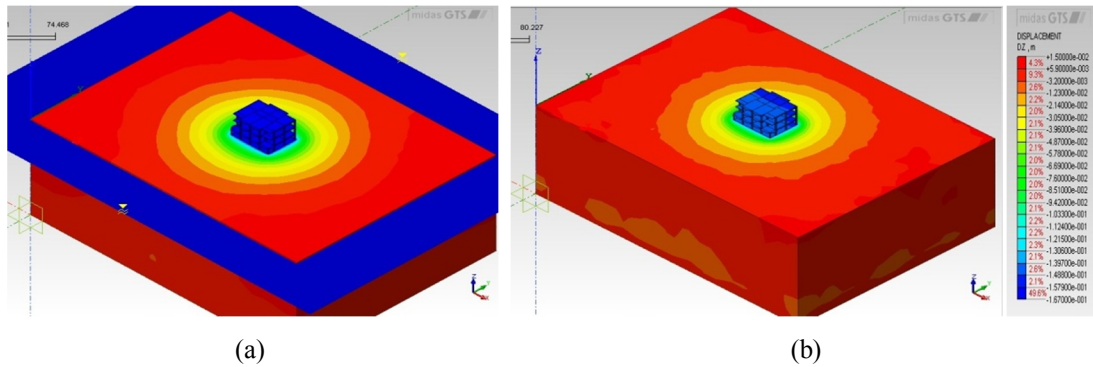 74.468
midas GTS
Z
Y
Z
Y
X
80.227
midas GTS
Z
Y
Z
Y
X
midas GTS
DISPLACEMENT
DZ , m
+1.50000e-002
4.3%
+5.90000e-003
9.3%
-3.20000e-003
2.6%
-1.23000e-002
2.2%
-2.14000e-002
2.0%
-3.05000e-002
2.1%
-3.96000e-002
2.1%
-4.87000e-002
2.1%
-5.78000e-002
2.0%
-6.69000e-002
2.0%
-7.60000e-002
2.0%
-8.51000e-002
2.0%
-9.42000e-002
2.1%
-1.03300e-001
2.2%
-1.12400e-001
2.2%
-1.21500e-001
2.3%
-1.30600e-001
2.1%
-1.39700e-001
2.6%
-1.48800e-001
2.1%
-1.57900e-001
49.6%
-1.67000e-001
(a)
(b)